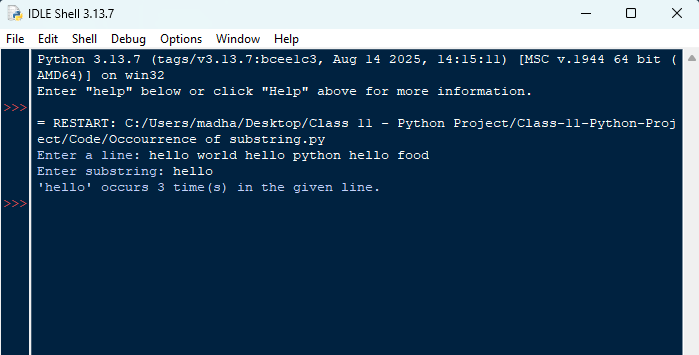 IDLE Shell 3.13.7
File Edit Shell Debug Options Window Help
Python 3.13.7 (tags/v3.13.7:bcee1c3, Aug 14 2025, 14:15:11) [MSC v.1944 64 bit (
AMD64)] on win32
Enter "help" below or click "Help" above for more information.
>>>
= RESTART: C:/Users/madha/Desktop/Class 11 - Python Project/Class-11-Python-Proj
ect/Code/Occourrence of substring.py
Enter a line: hello world hello python hello food
Enter substring: hello
'hello' occurs 3 time(s) in the given line.
>>>